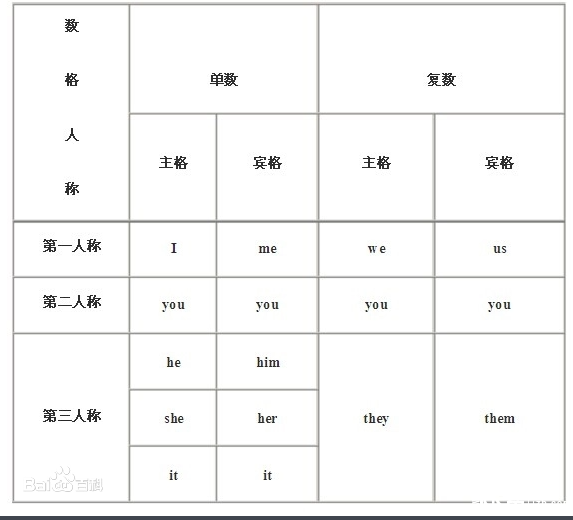 数
格
人
称
单数 复数
主格 宾格 主格 宾格
第一人称 I me we us
第二人称 you you you you
第三人称 he him they them
she her
it it
Baidu百科